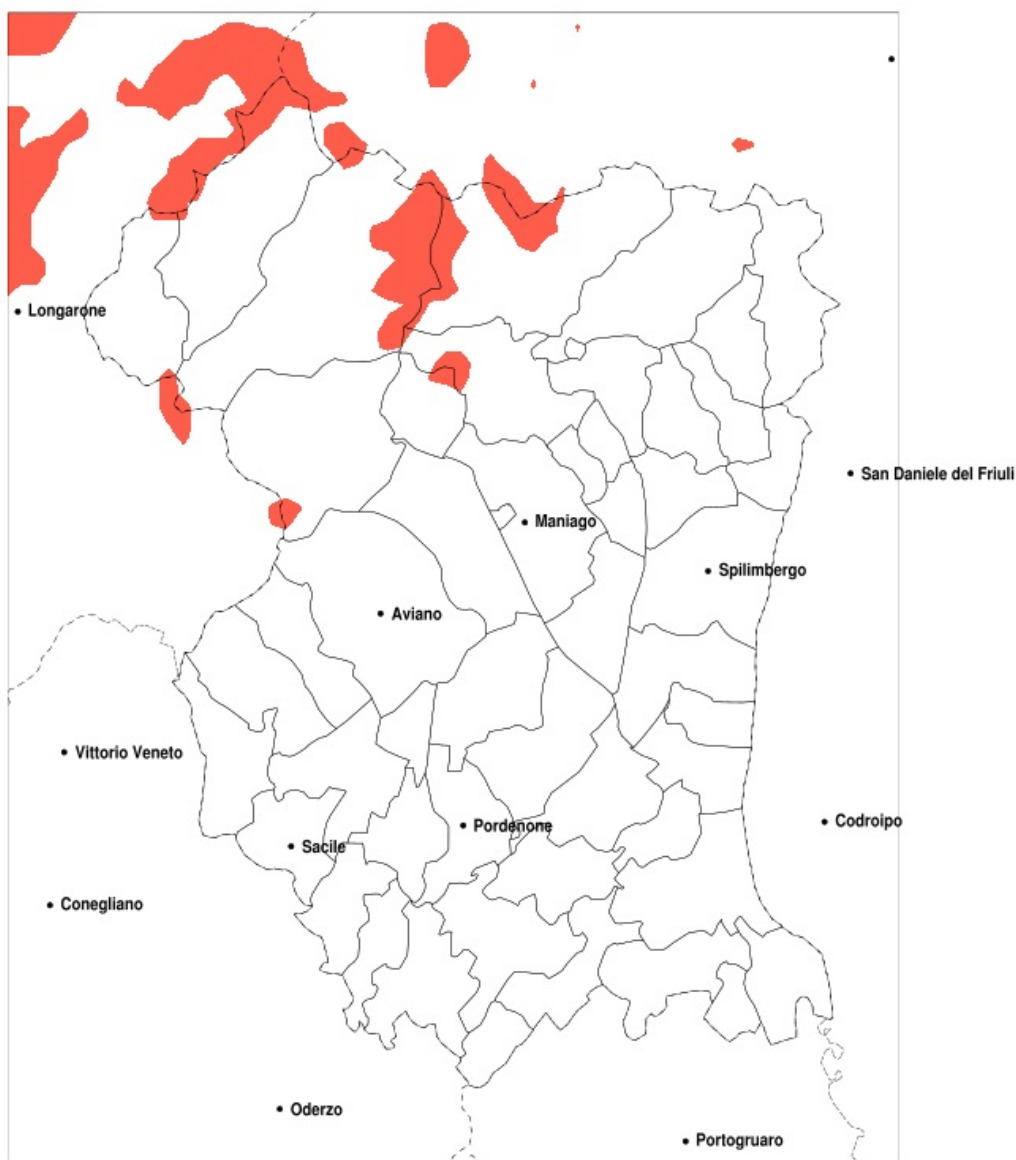 Longarone
San Daniele del Friuli
Maniago
Spilimbergo
Aviano
Vittorio Veneto
Pordenone
Codroipo
Sacile
Conegliano
Oderzo
Portogruaro